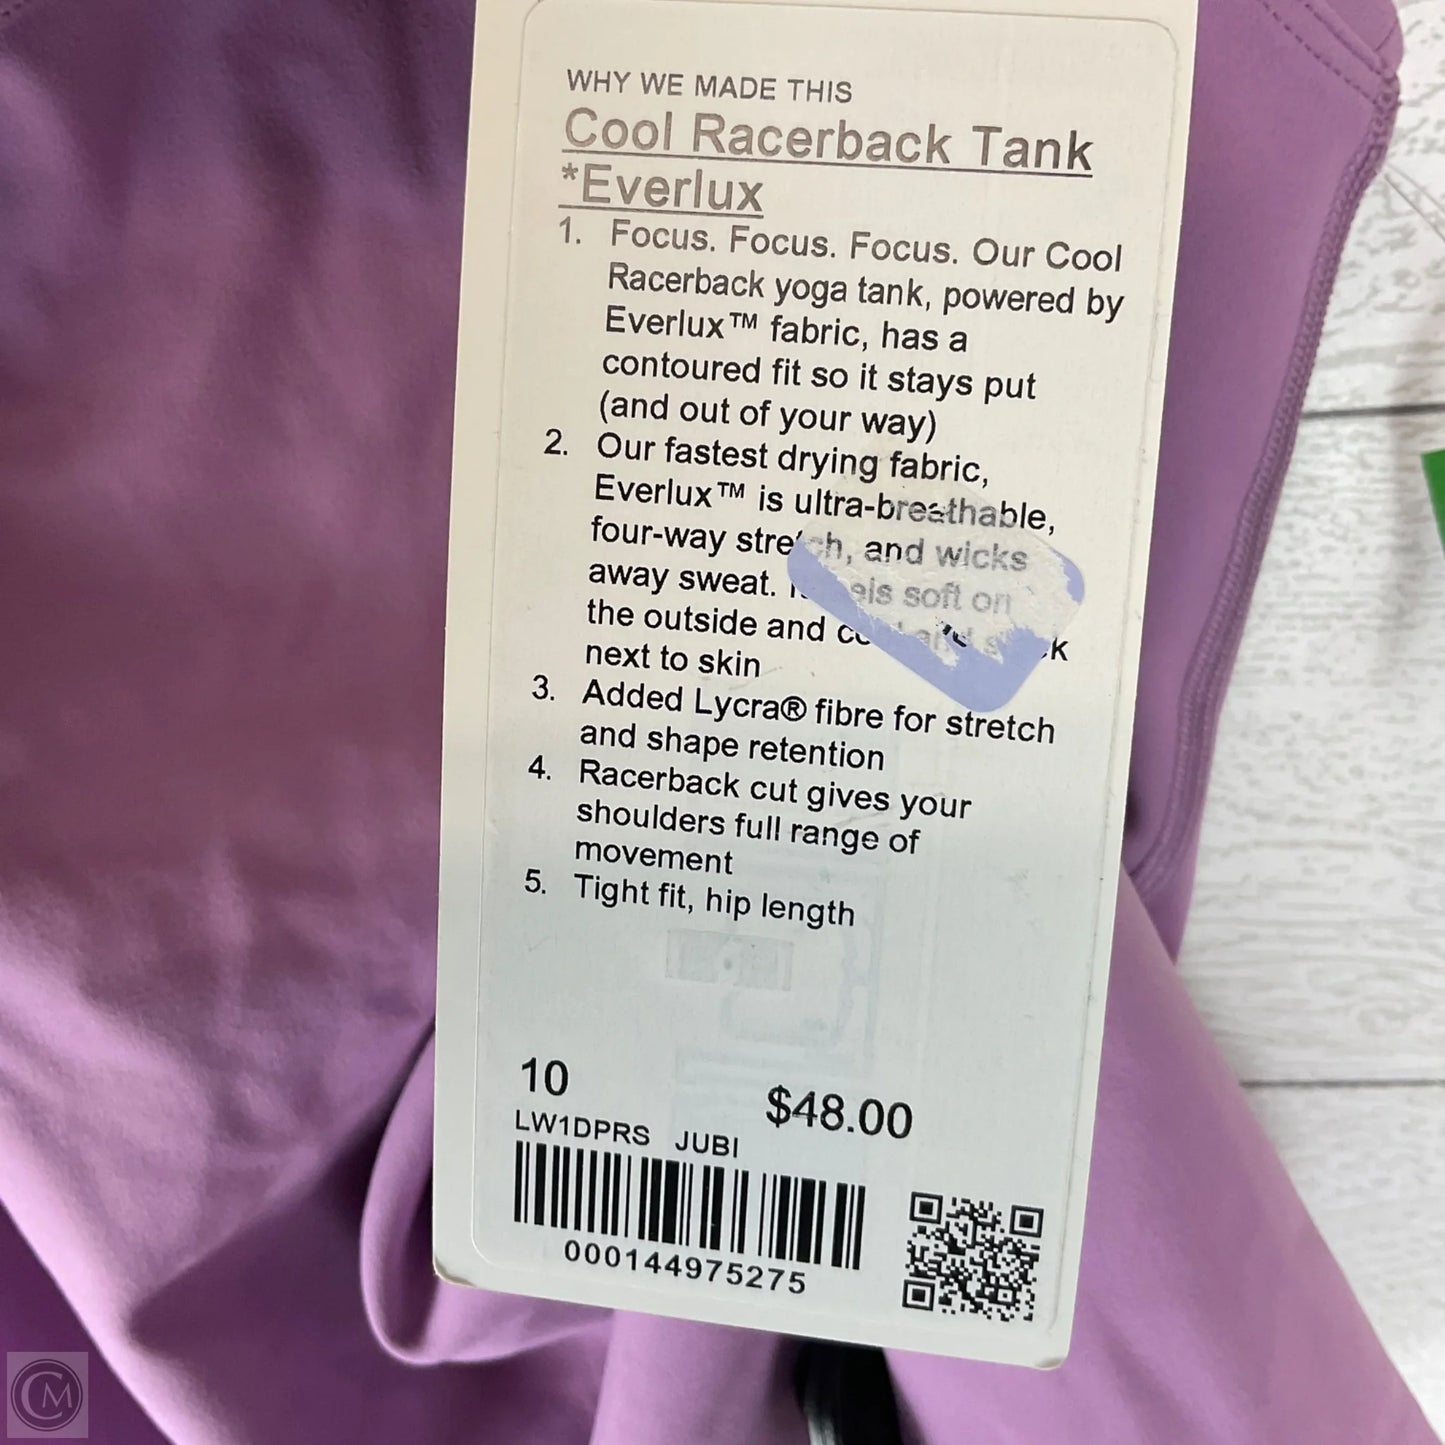 WHY WE MADE THIS
Cool Racerback Tank
*Everlux
1. Focus. Focus. Focus. Our Cool
Racerback yoga tank, powered by
Everlux™ fabric, has a
contoured fit so it stays put
(and out of your way)
2. Our fastest drying fabric,
Everlux™ is ultra-breathable,
four-way stretch, and wicks
away sweat. soft on
the outside and
next to skin
3. Added Lycra® fibre for stretch
and shape retention
4. Racerback cut gives your
shoulders full range of
movement
5. Tight fit, hip length
10
$48.00
LW1DPRS JUBI
000144975275
CM